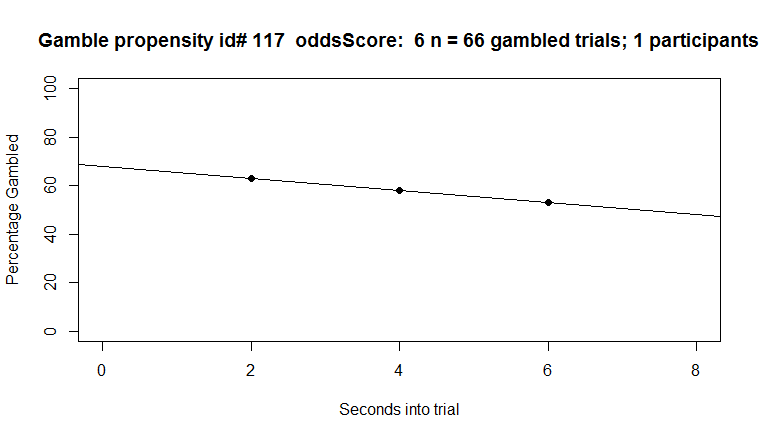 Gamble propensity id# 117  oddsScore:  6 n = 66 gambled trials; 1 participants
Percentage Gambled
100
80
60
40
20
0
0 2 4 6 8
Seconds into trial